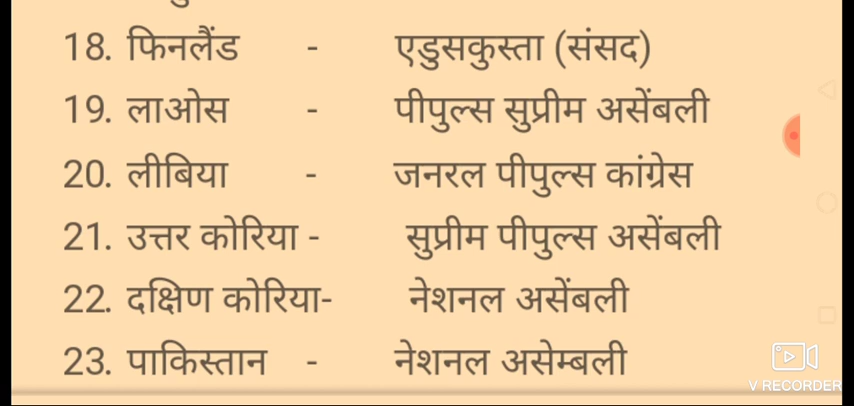 18. फिनलैंड - एडुसकुस्ता (संसद)
19. लाओस - पीपुल्स सुप्रीम असेंबली
20. लीबिया - जनरल पीपुल्स कांग्रेस
21. उत्तर कोरिया - सुप्रीम पीपुल्स असेंबली
22. दक्षिण कोरिया- नेशनल असेंबली
23. पाकिस्तान - नेशनल असेम्बली
V RECORDER